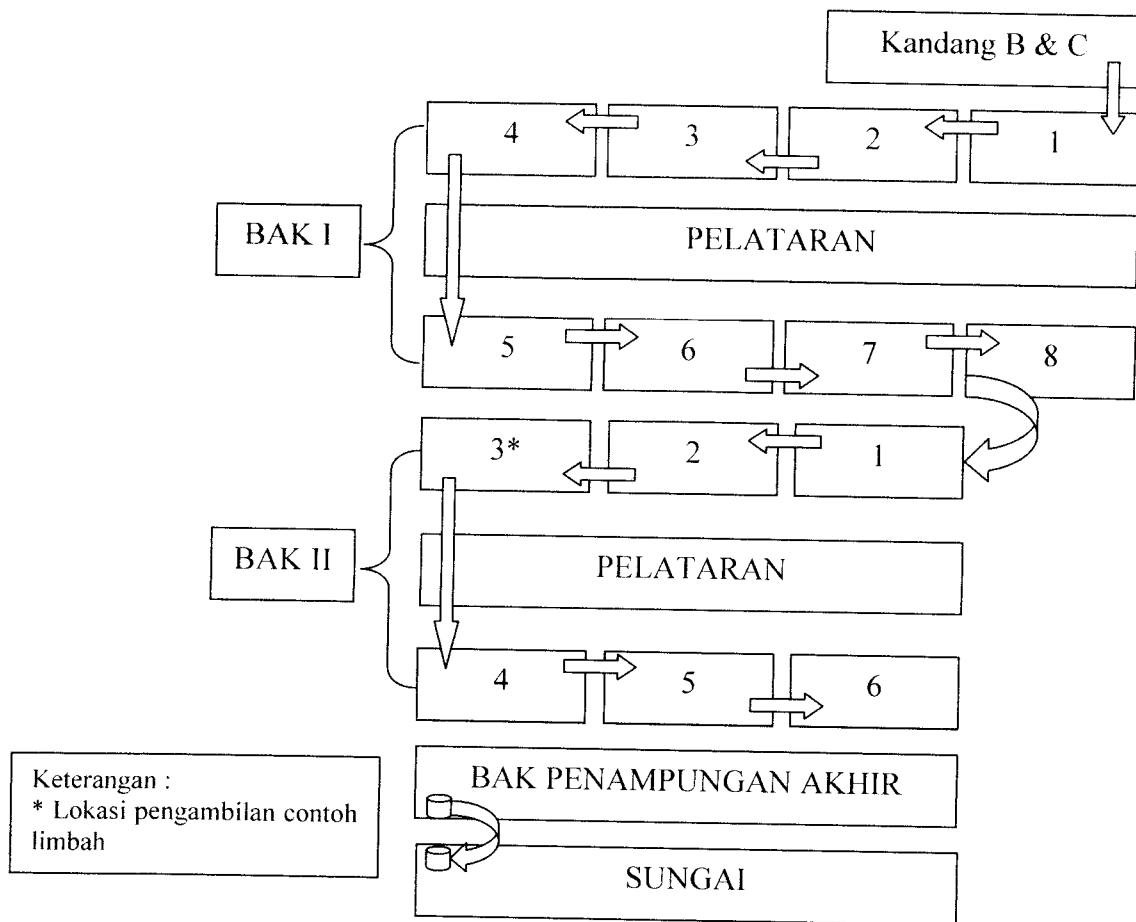 Kandang B & C
4 3 2 1
BAK I
PELATARAN
5 6 7 8
3* 2 1
BAK II
PELATARAN
4 5 6
Keterangan :
* Lokasi pengambilan contoh
limbah
BAK PENAMPUNGAN AKHIR
SUNGAI